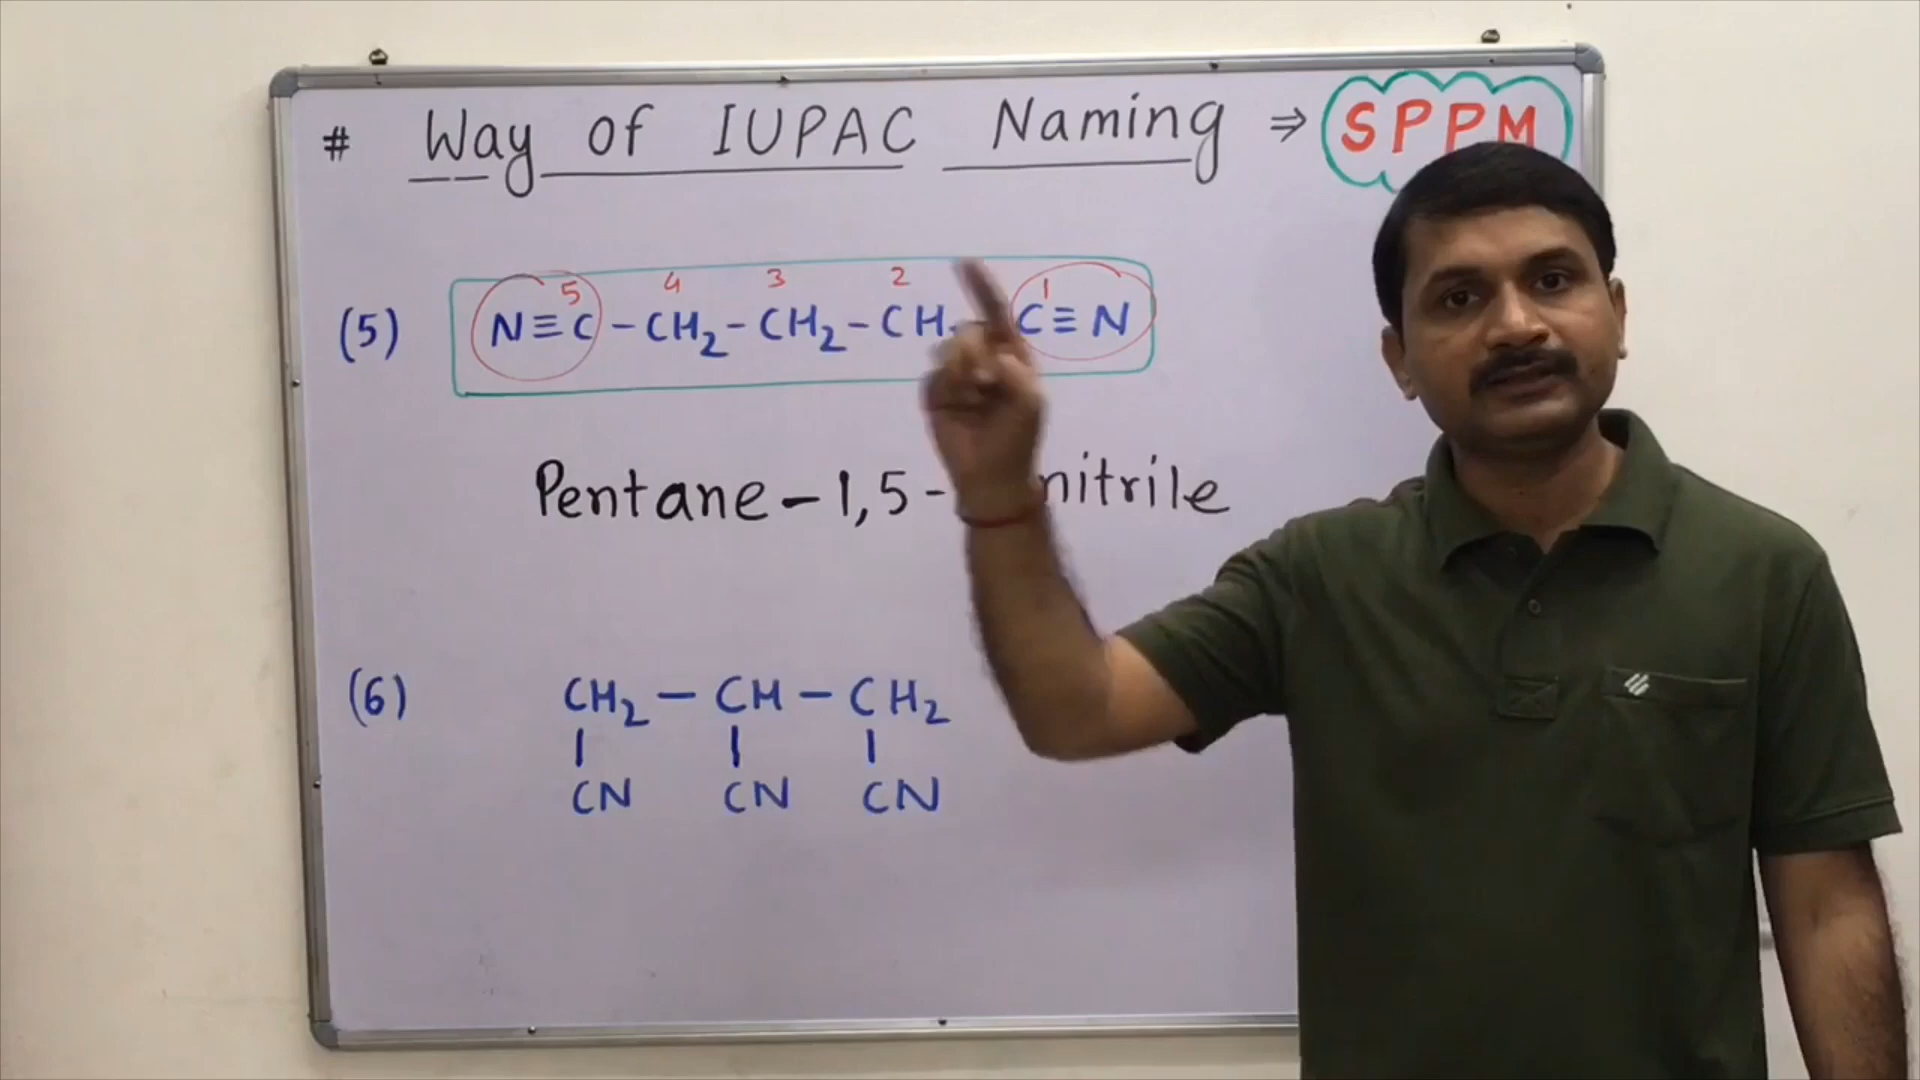 # Way of IUPAC Naming ⇒ SPPM
5 4 3 2 1
(5) N≡C-CH2-CH2-CH C≡N
Pentane-1,5- nitrile
(6) CH2-CH-CH2
CN CN CN